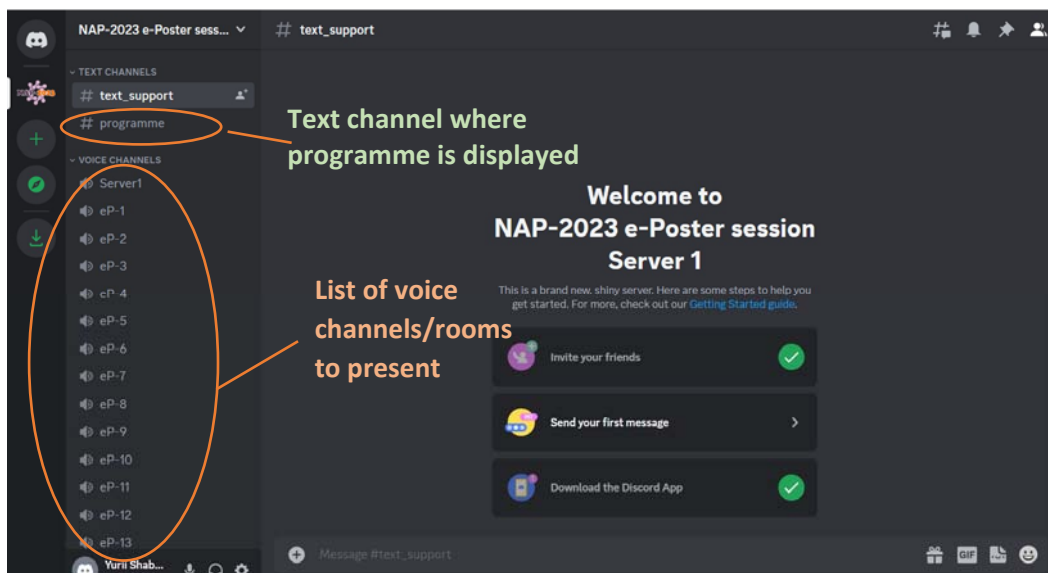 NAP-2023 e-Poster sess...
# text_support
TEXT CHANNELS
# text_support
# programme
VOICE CHANNELS
Server1
eP-1
eP-2
eP-3
eP-4
eP-5
eP-6
eP-7
eP-8
eP-9
eP-10
eP-11
eP-12
eP-13
Yurii Shab...
Text channel where
programme is displayed
List of voice
channels/rooms
to present
Welcome to
NAP-2023 e-Poster session
Server 1
This is a brand new, shiny server. Here are some steps to help you
get started. For more, check out our Getting Started guide.
Invite your friends
Send your first message
Download the Discord App
Message #text_support
GIF